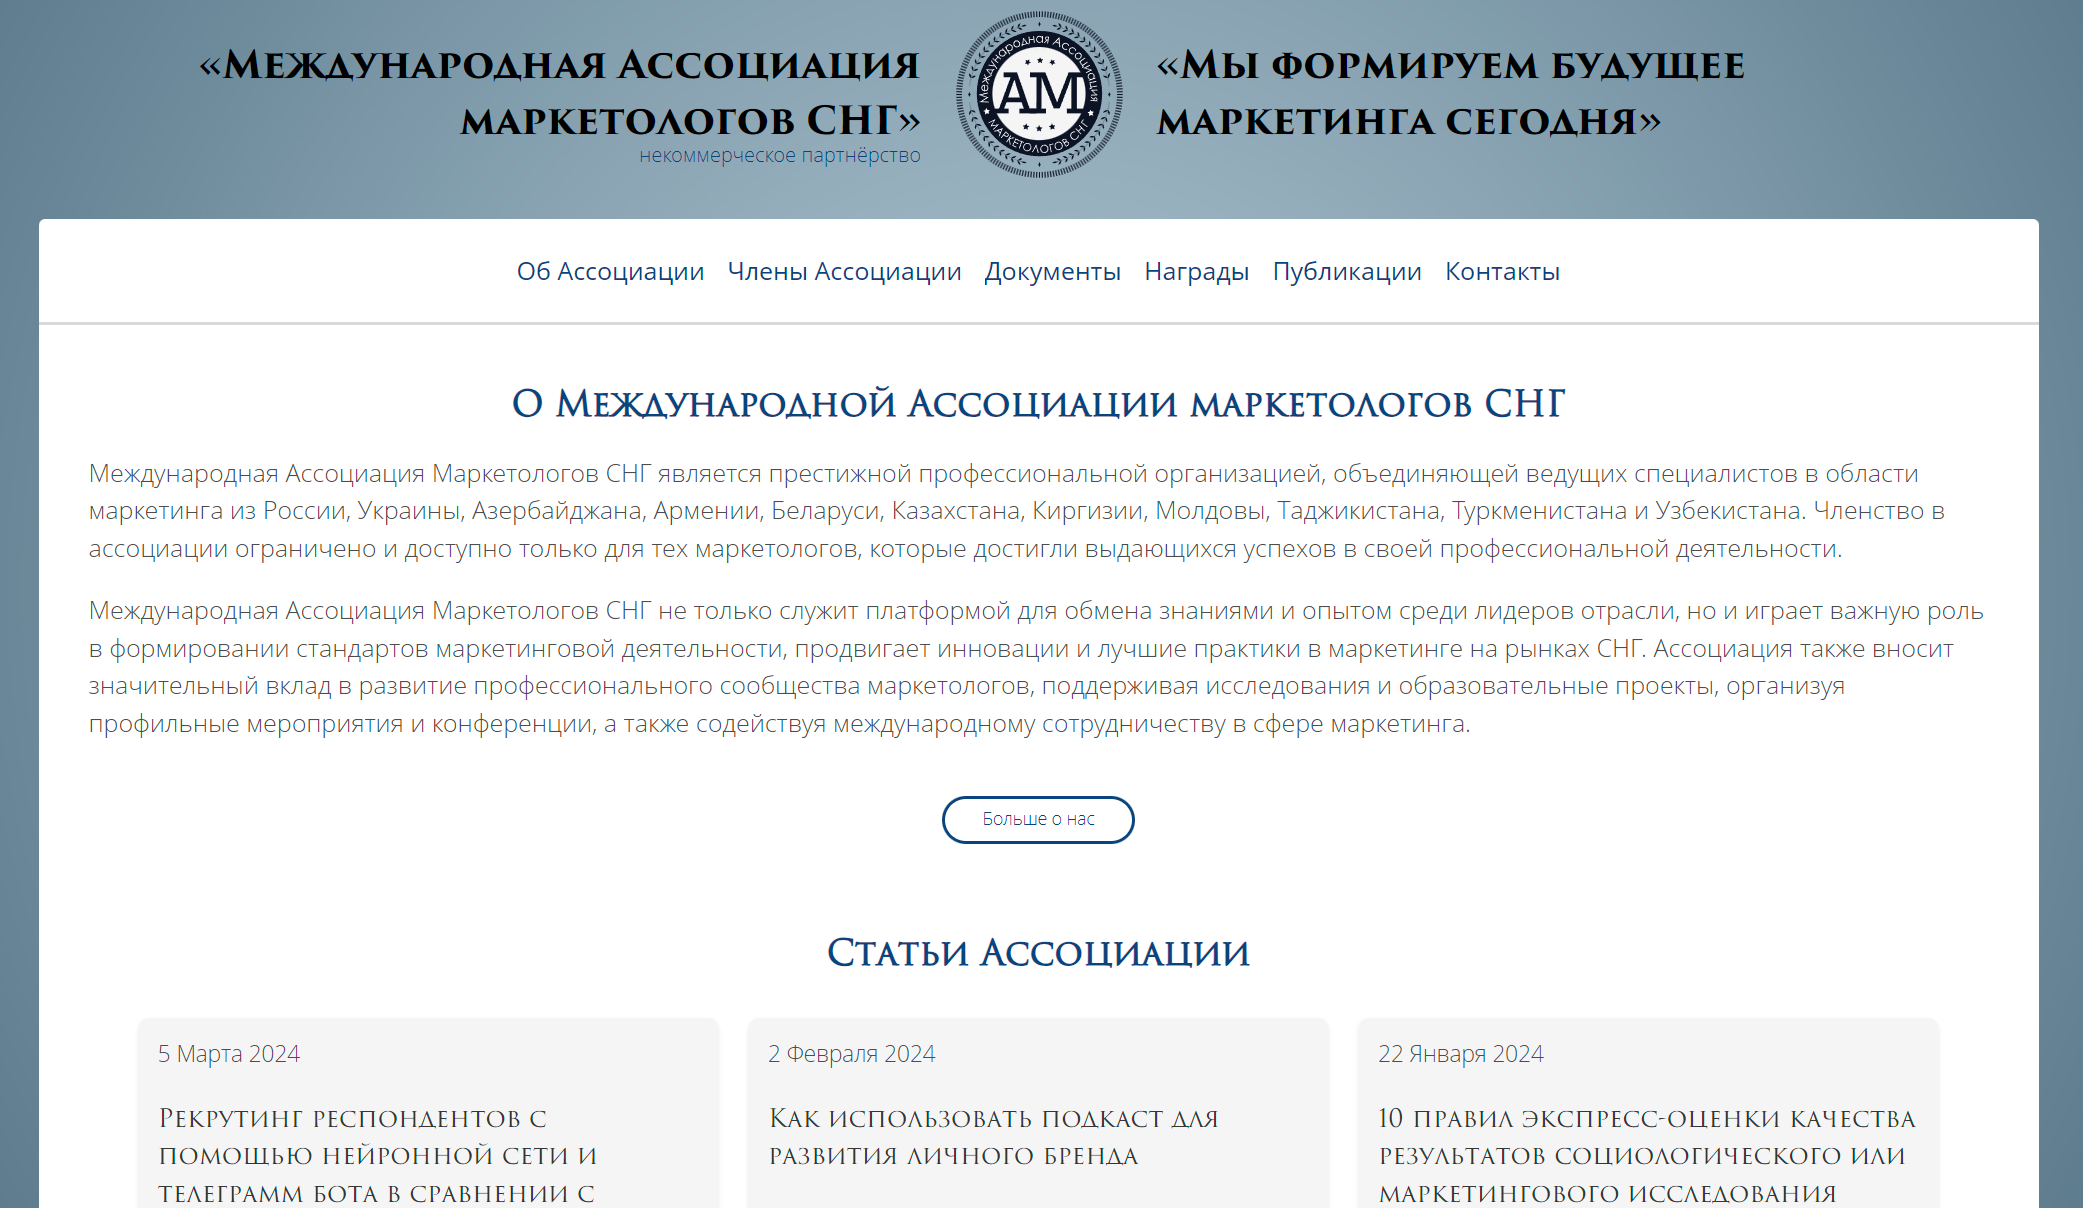 «Международная Ассоциация
маркетологов СНГ»
некоммерческое партнёрство
Международная Ассоциация
АМ
МАРКЕТОЛОГОВ СНГ
«Мы формируем будущее
маркетинга сегодня»
Об Ассоциации Члены Ассоциации Документы Награды Публикации Контакты
О Международной Ассоциации маркетологов СНГ
Международная Ассоциация Маркетологов СНГ является престижной профессиональной организацией, объединяющей ведущих специалистов в области
маркетинга из России, Украины, Азербайджана, Армении, Беларуси, Казахстана, Киргизии, Молдовы, Таджикистана, Туркменистана и Узбекистана. Членство в
ассоциации ограничено и доступно только для тех маркетологов, которые достигли выдающихся успехов в своей профессиональной деятельности.
Международная Ассоциация Маркетологов СНГ не только служит платформой для обмена знаниями и опытом среди лидеров отрасли, но и играет важную роль
в формировании стандартов маркетинговой деятельности, продвигает инновации и лучшие практики в маркетинге на рынках СНГ. Ассоциация также вносит
значительный вклад в развитие профессионального сообщества маркетологов, поддерживая исследования и образовательные проекты, организуя
профильные мероприятия и конференции, а также содействуя международному сотрудничеству в сфере маркетинга.
Больше о нас
Статьи Ассоциации
5 Марта 2024
Рекрутинг респондентов с
помощью нейронной сети и
телеграмм бота в сравнении с
2 Февраля 2024
Как использовать подкаст для
развития личного бренда
22 Января 2024
10 правил экспресс-оценки качества
результатов социологического или
маркетингового исследования